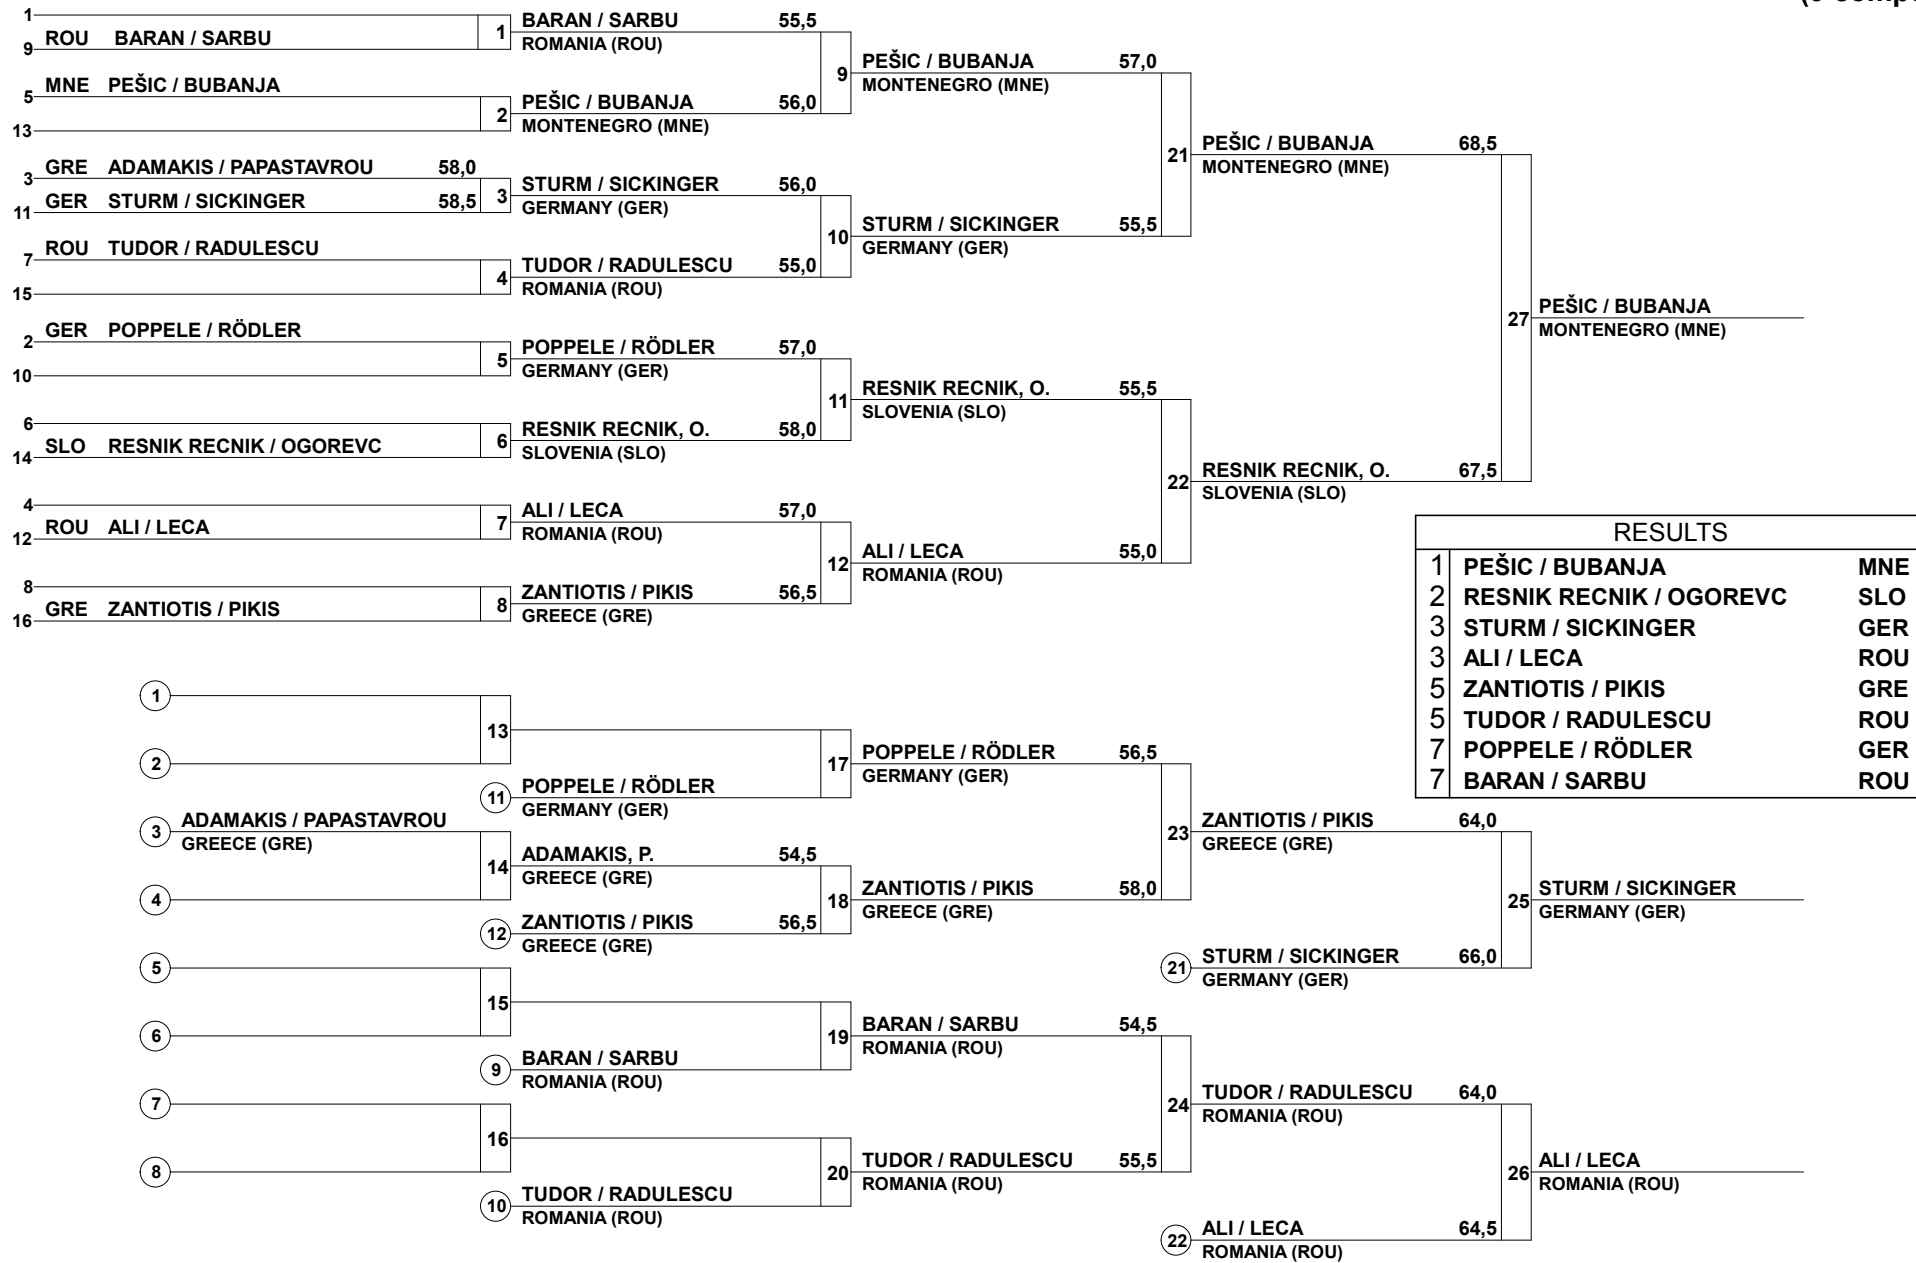 (9 comp
1
9 ROU BARAN / SARBU
1 BARAN / SARBU 55,5
ROMANIA (ROU)
5 MNE PEŠIC / BUBANJA
13
2 PEŠIC / BUBANJA 56,0
MONTENEGRO (MNE)
9 PEŠIC / BUBANJA 57,0
MONTENEGRO (MNE)
3 GRE ADAMAKIS / PAPASTAVROU 58,0
11 GER STURM / SICKINGER 58,5
3 STURM / SICKINGER 56,0
GERMANY (GER)
7 ROU TUDOR / RADULESCU
15
4 TUDOR / RADULESCU 55,0
ROMANIA (ROU)
10 STURM / SICKINGER 55,5
GERMANY (GER)
21 PEŠIC / BUBANJA 68,5
MONTENEGRO (MNE)
2 GER POPPELE / RÖDLER
10
5 POPPELE / RÖDLER 57,0
GERMANY (GER)
6
14 SLO RESNIK RECNIK / OGOREVC
6 RESNIK RECNIK, O. 58,0
SLOVENIA (SLO)
11 RESNIK RECNIK, O. 55,5
SLOVENIA (SLO)
4
12 ROU ALI / LECA
7 ALI / LECA 57,0
ROMANIA (ROU)
8
16 GRE ZANTIOTIS / PIKIS
8 ZANTIOTIS / PIKIS 56,5
GREECE (GRE)
12 ALI / LECA 55,0
ROMANIA (ROU)
22 RESNIK RECNIK, O. 67,5
SLOVENIA (SLO)
27 PEŠIC / BUBANJA
MONTENEGRO (MNE)
RESULTS
1 PEŠIC / BUBANJA MNE
2 RESNIK RECNIK / OGOREVC SLO
3 STURM / SICKINGER GER
3 ALI / LECA ROU
5 ZANTIOTIS / PIKIS GRE
5 TUDOR / RADULESCU ROU
7 POPPELE / RÖDLER GER
7 BARAN / SARBU ROU
1
2
13
11 POPPELE / RÖDLER
GERMANY (GER)
17 POPPELE / RÖDLER 56,5
GERMANY (GER)
3 ADAMAKIS / PAPASTAVROU
GREECE (GRE)
4
14 ADAMAKIS, P. 54,5
GREECE (GRE)
12 ZANTIOTIS / PIKIS 56,5
GREECE (GRE)
18 ZANTIOTIS / PIKIS 58,0
GREECE (GRE)
23 ZANTIOTIS / PIKIS 64,0
GREECE (GRE)
21 STURM / SICKINGER 66,0
GERMANY (GER)
25 STURM / SICKINGER
GERMANY (GER)
5
6
15
9 BARAN / SARBU
ROMANIA (ROU)
19 BARAN / SARBU 54,5
ROMANIA (ROU)
7
8
16
10 TUDOR / RADULESCU
ROMANIA (ROU)
20 TUDOR / RADULESCU 55,5
ROMANIA (ROU)
24 TUDOR / RADULESCU 64,0
ROMANIA (ROU)
22 ALI / LECA 64,5
ROMANIA (ROU)
26 ALI / LECA
ROMANIA (ROU)